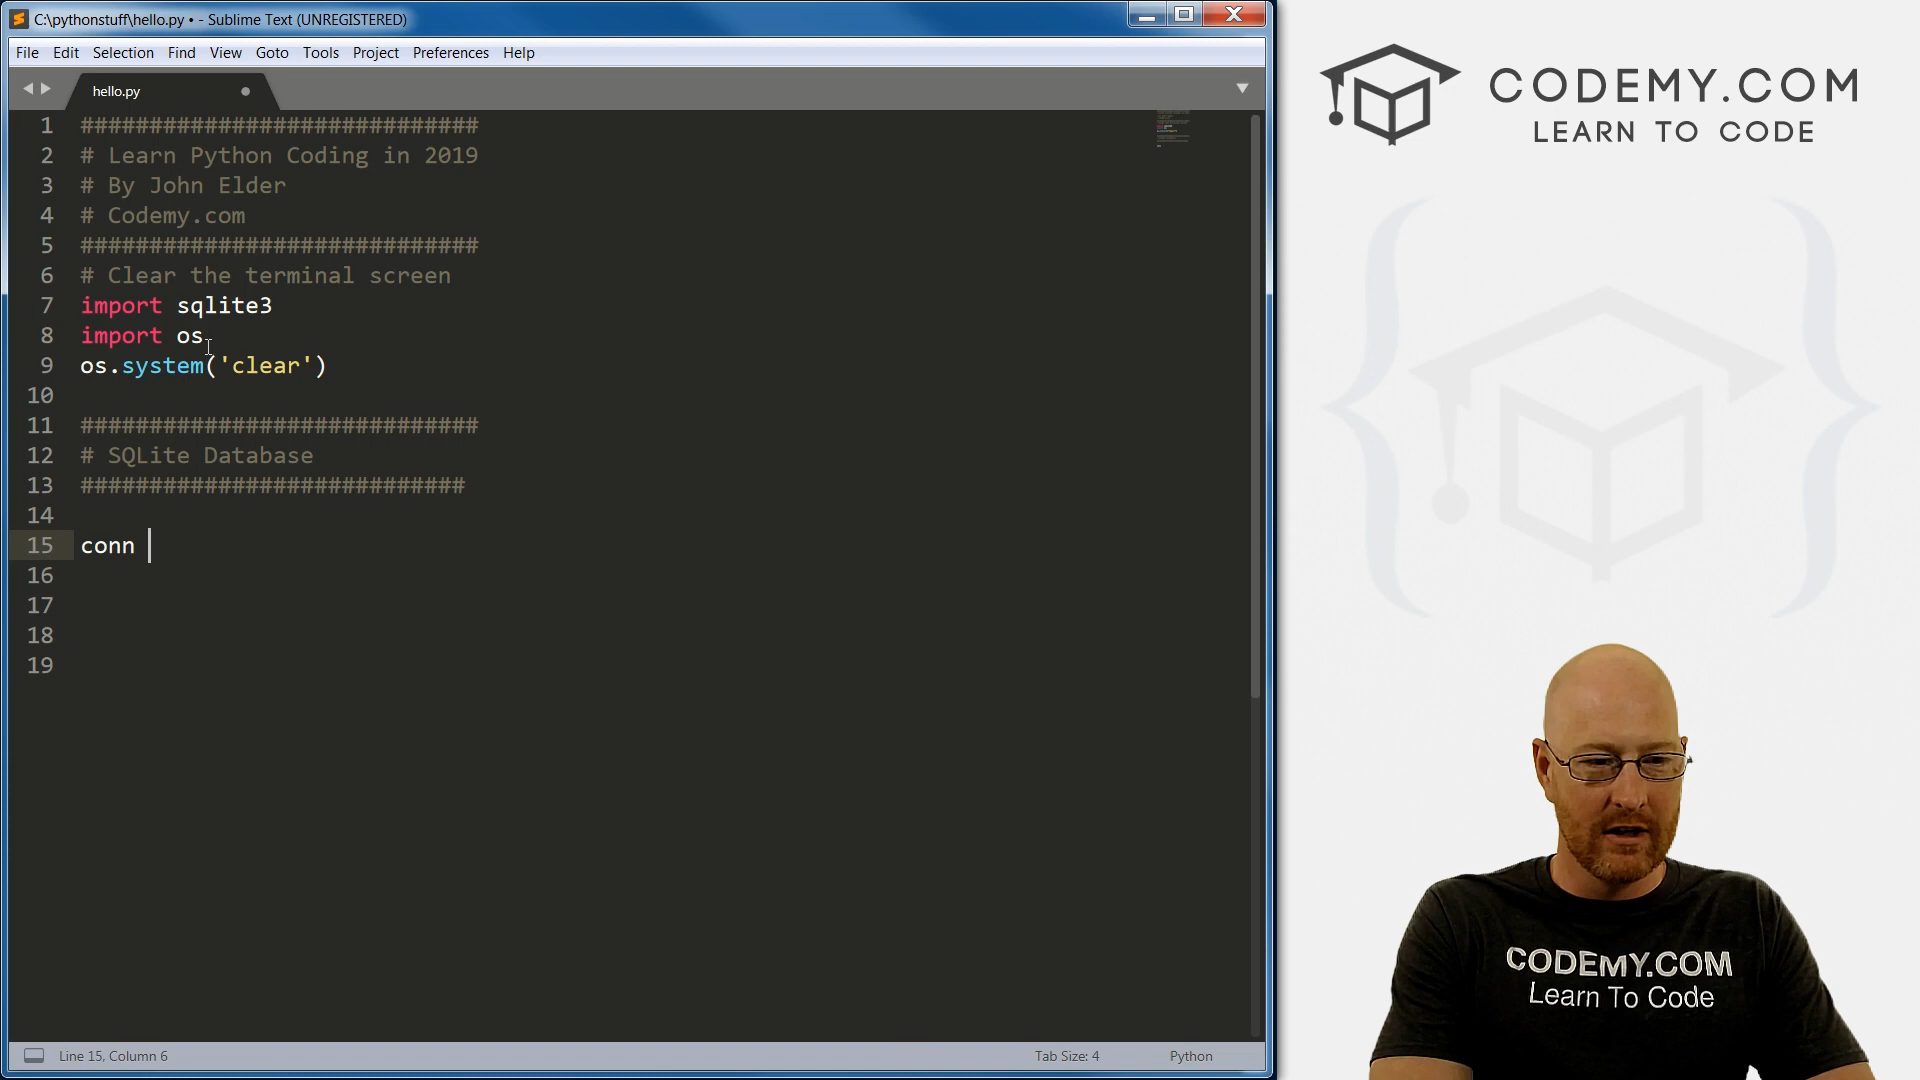 C:\pythonstuff\hello.py • - Sublime Text (UNREGISTERED)
File Edit Selection Find View Goto Tools Project Preferences Help
hello.py
1 #############################
2 # Learn Python Coding in 2019
3 # By John Elder
4 # Codemy.com
5 #############################
6 # Clear the terminal screen
7 import sqlite3
8 import os
9 os.system('clear')
10
11 #############################
12 # SQLite Database
13 ############################
14
15 conn
16
17
18
19
Line 15, Column 6
Tab Size: 4
Python
CODEMY.COM
LEARN TO CODE
CODEMY.COM
Learn To Code